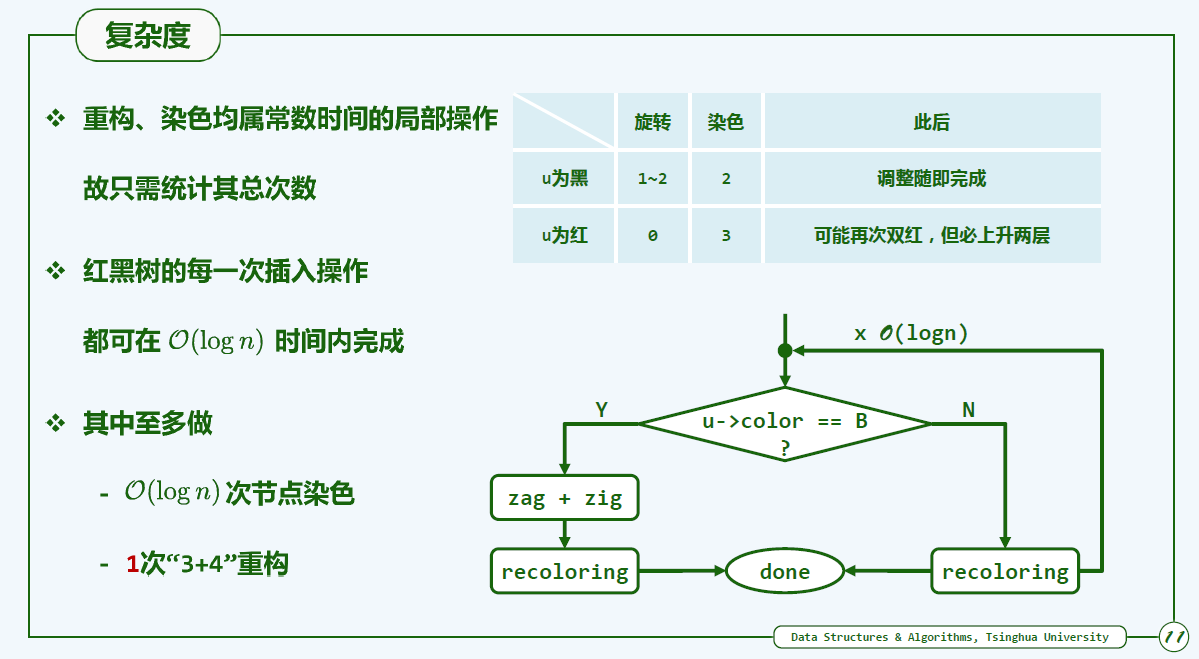 复杂度
❖ 重构、染色均属常数时间的局部操作
故只需统计其总次数
❖ 红黑树的每一次插入操作
都可在 𝒪(log n) 时间内完成
❖ 其中至多做
- 𝒪(log n) 次节点染色
- 1次“3+4”重构
旋转 染色 此后
u为黑 1~2 2 调整随即完成
u为红 0 3 可能再次双红，但必上升两层
x 𝒪(logn)
Y
N
u->color == B
?
zag + zig
recoloring
done
recoloring
Data Structures & Algorithms, Tsinghua University
11